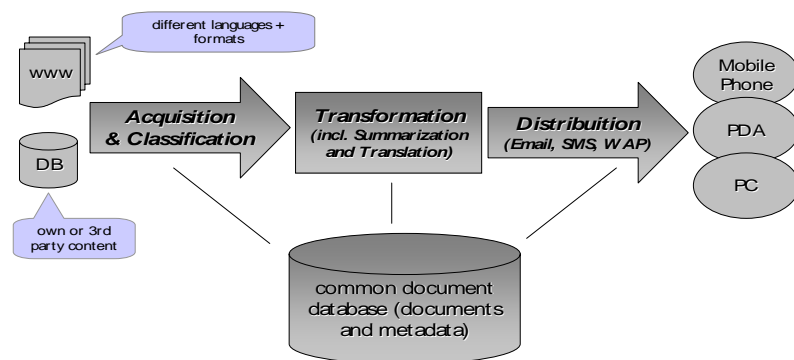 different languages +
formats
www
DB
own or 3rd
party content
Acquisition
& Classification
Transformation
(incl. Summarization
and Translation)
Distribuition
(Email, SMS, WAP)
Mobile
Phone
PDA
PC
common document
database (documents
and metadata)